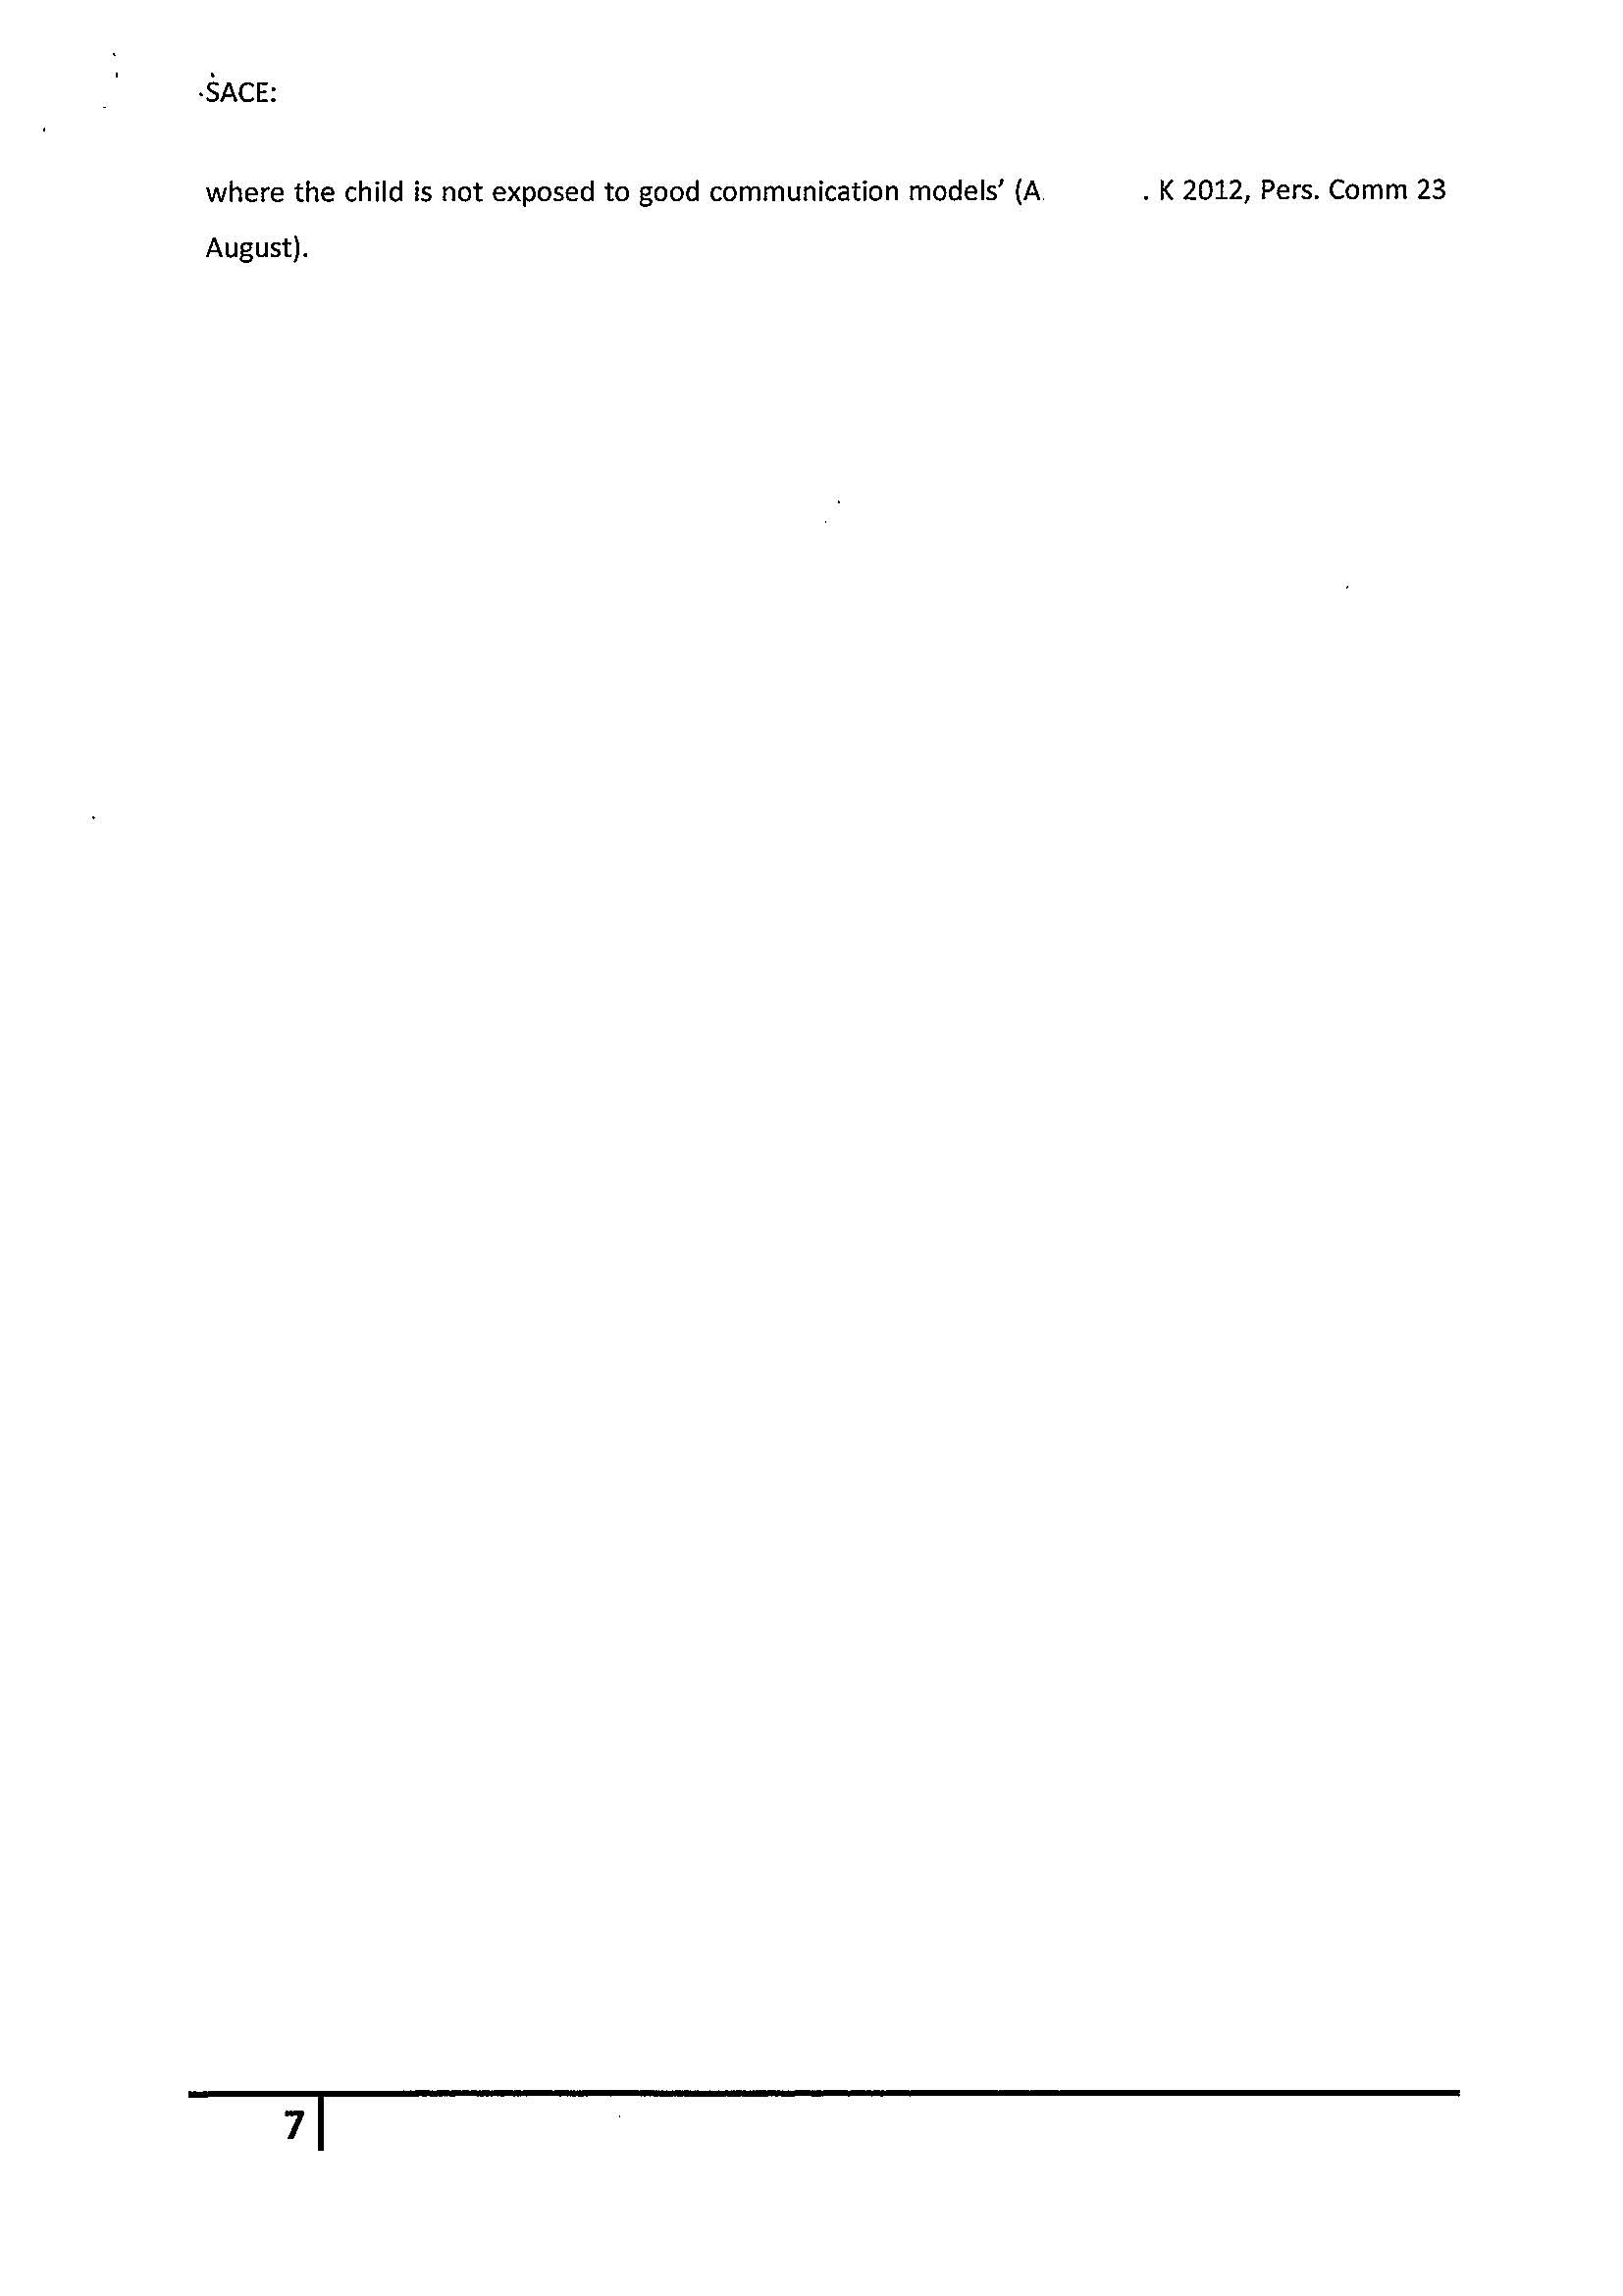 SACE:
where the child is not exposed to good communication models’ (A . K 2012, Pers. Comm 23
August).
7